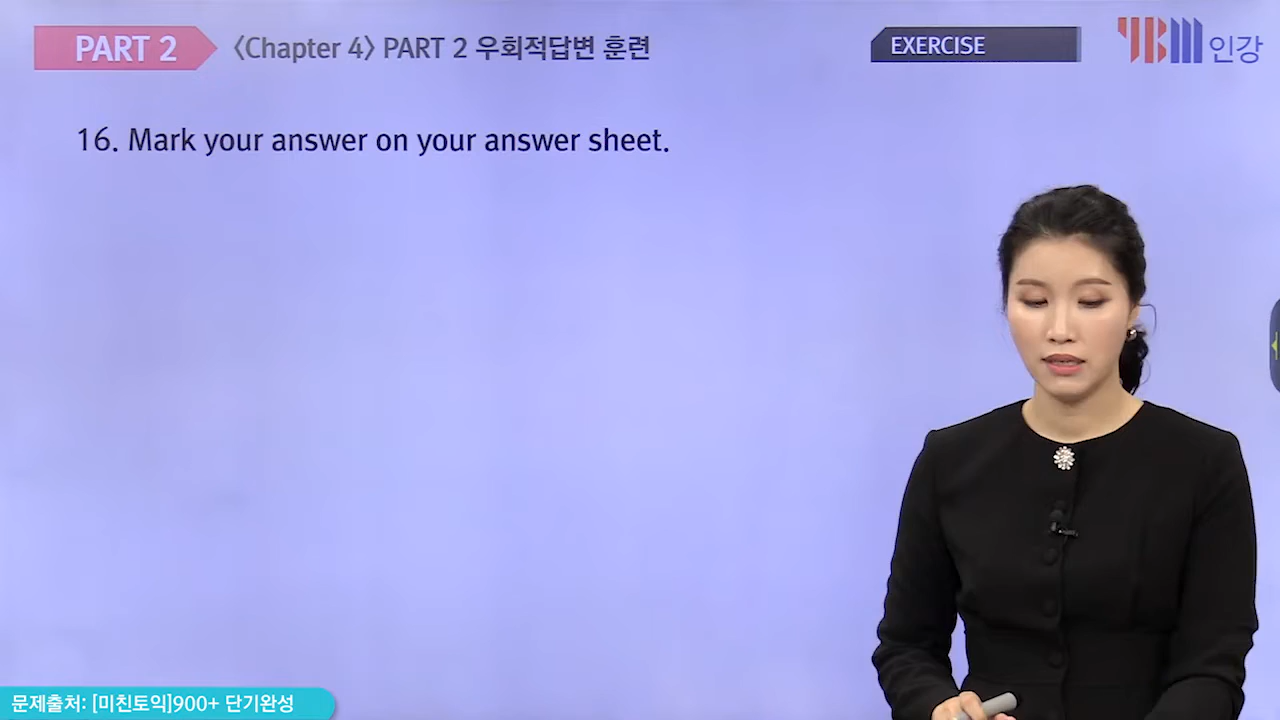 PART 2
〈Chapter 4〉 PART 2 우회적답변 훈련
EXERCISE
YBM 인강
16. Mark your answer on your answer sheet.
문제출처: [미친토익]900+ 단기완성